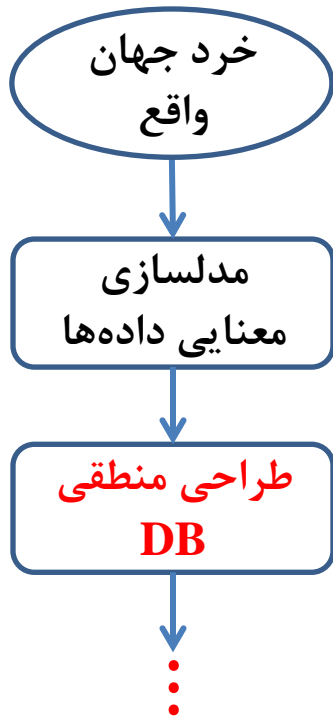 خرد جهان
واقع
مدلسازی
معنایی داده‌ها
طراحی منطقی
DB